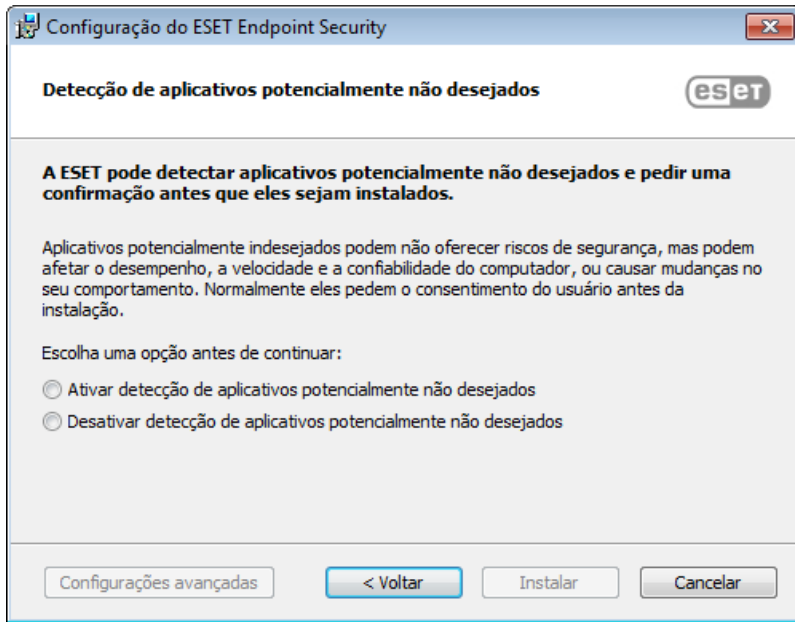 Configuração do ESET Endpoint Security
Detecção de aplicativos potencialmente não desejados
eseT
A ESET pode detectar aplicativos potencialmente não desejados e pedir uma
confirmação antes que eles sejam instalados.
Aplicativos potencialmente indesejados podem não oferecer riscos de segurança, mas podem
afetar o desempenho, a velocidade e a confiabilidade do computador, ou causar mudanças no
seu comportamento. Normalmente eles pedem o consentimento do usuário antes da
instalação.
Escolha uma opção antes de continuar:
Ativar detecção de aplicativos potencialmente não desejados
Desativar detecção de aplicativos potencialmente não desejados
Configurações avançadas
< Voltar
Instalar
Cancelar